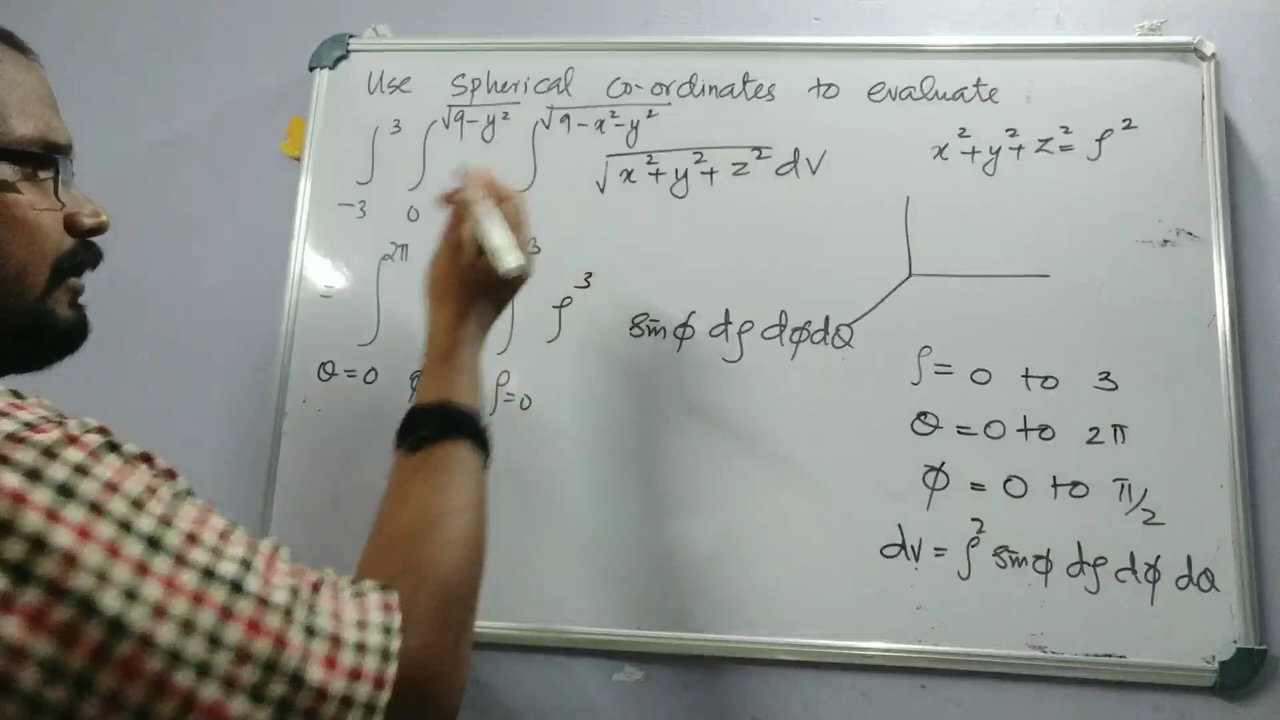 Use Spherical Co-ordinates to evaluate
∫_{-3}^{3} ∫_{0}^{√(9-y²)} ∫^{√(9-x²-y²)} √(x²+y²+z²) dV
x²+y²+z²=ρ²
= ∫_{θ=0}^{2π} ∫_{ρ=0}^{3} ρ³ sinϕ dρ dϕ dθ
ρ = 0 to 3
θ = 0 to 2π
ϕ = 0 to π/2
dv = ρ² sinϕ dρ dϕ dθ